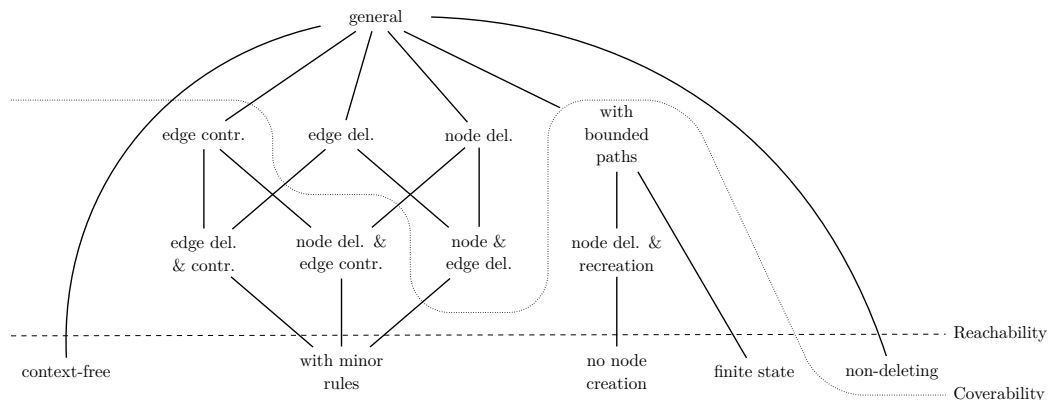 general
edge contr.
edge del.
node del.
with
bounded
paths
edge del.
& contr.
node del. &
edge contr.
node &
edge del.
node del. &
recreation
Reachability
context-free
with minor
rules
no node
creation
finite state
non-deleting
Coverability